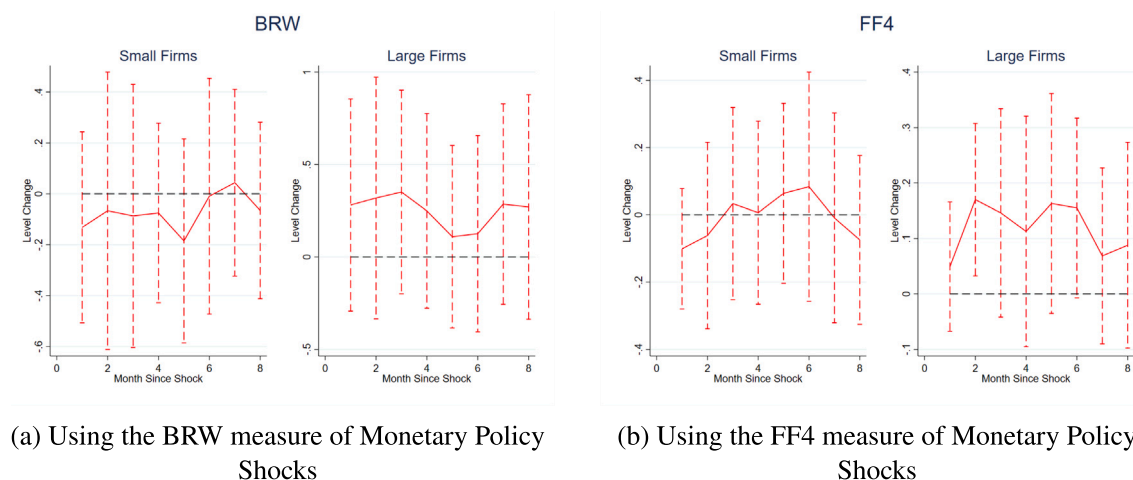 BRW
Small Firms
Large Firms
Level Change
.4
.2
0
-.2
-.4
-.6
0 2 4 6 8
Month Since Shock
Level Change
1
.5
0
-.5
0 2 4 6 8
Month Since Shock
FF4
Small Firms
Large Firms
Level Change
.4
.2
0
-.2
-.4
0 2 4 6 8
Month Since Shock
Level Change
.4
.3
.2
.1
0
-.1
0 2 4 6 8
Month Since Shock
(a) Using the BRW measure of Monetary Policy
Shocks
(b) Using the FF4 measure of Monetary Policy
Shocks